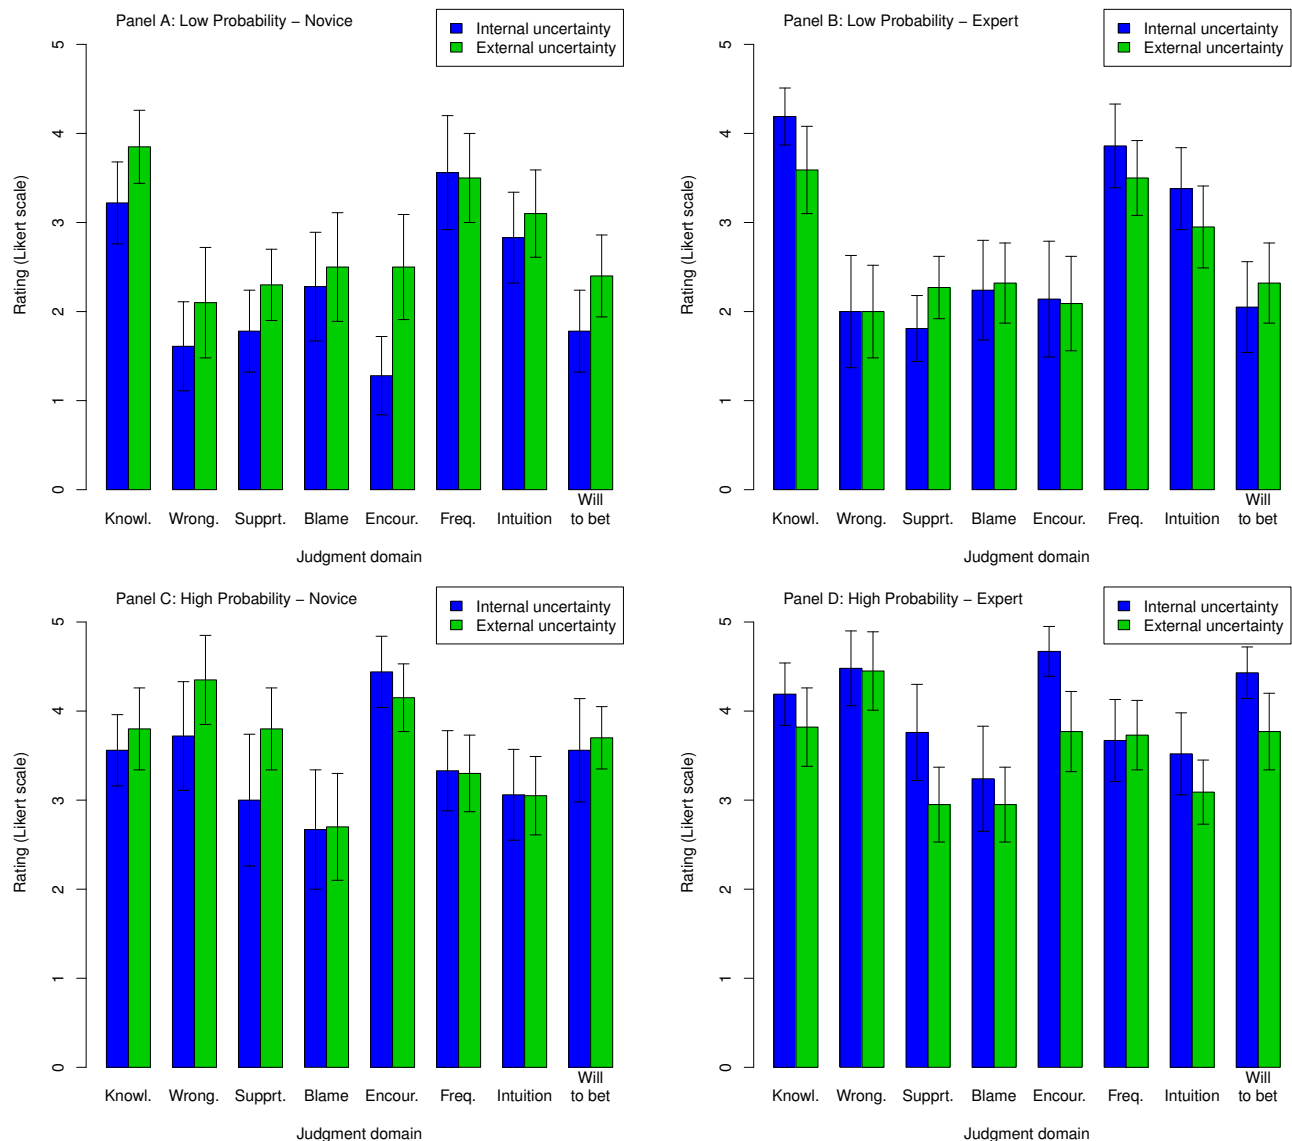 Panel A: Low Probability − Novice
Internal uncertainty
External uncertainty
Rating (Likert scale)
5
4
3
2
1
0
Knowl. Wrong. Supprt. Blame Encour. Freq. Intuition Will to bet
Judgment domain
Panel B: Low Probability − Expert
Internal uncertainty
External uncertainty
Rating (Likert scale)
5
4
3
2
1
0
Knowl. Wrong. Supprt. Blame Encour. Freq. Intuition Will to bet
Judgment domain
Panel C: High Probability − Novice
Internal uncertainty
External uncertainty
Rating (Likert scale)
5
4
3
2
1
0
Knowl. Wrong. Supprt. Blame Encour. Freq. Intuition Will to bet
Judgment domain
Panel D: High Probability − Expert
Internal uncertainty
External uncertainty
Rating (Likert scale)
5
4
3
2
1
0
Knowl. Wrong. Supprt. Blame Encour. Freq. Intuition Will to bet
Judgment domain